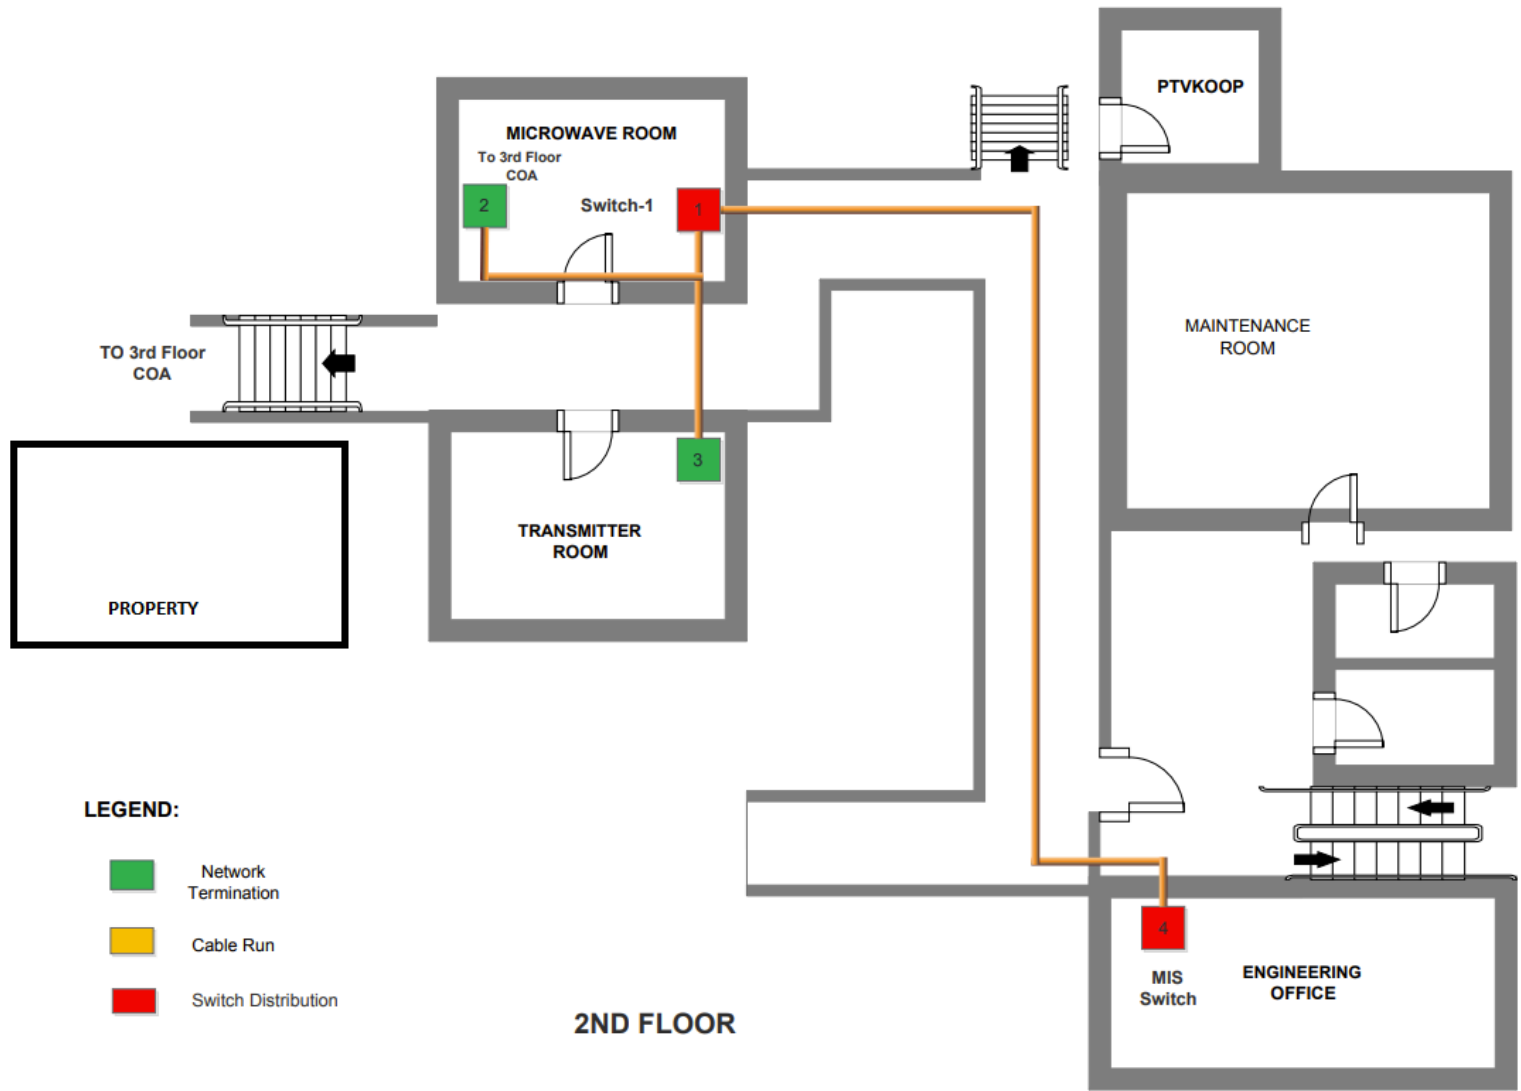 PTVKOOP
MICROWAVE ROOM
To 3rd Floor
COA
2
Switch-1
1
MAINTENANCE
ROOM
TO 3rd Floor
COA
3
TRANSMITTER
ROOM
PROPERTY
LEGEND:
Network
Termination
Cable Run
Switch Distribution
4
MIS
Switch
ENGINEERING
OFFICE
2ND FLOOR